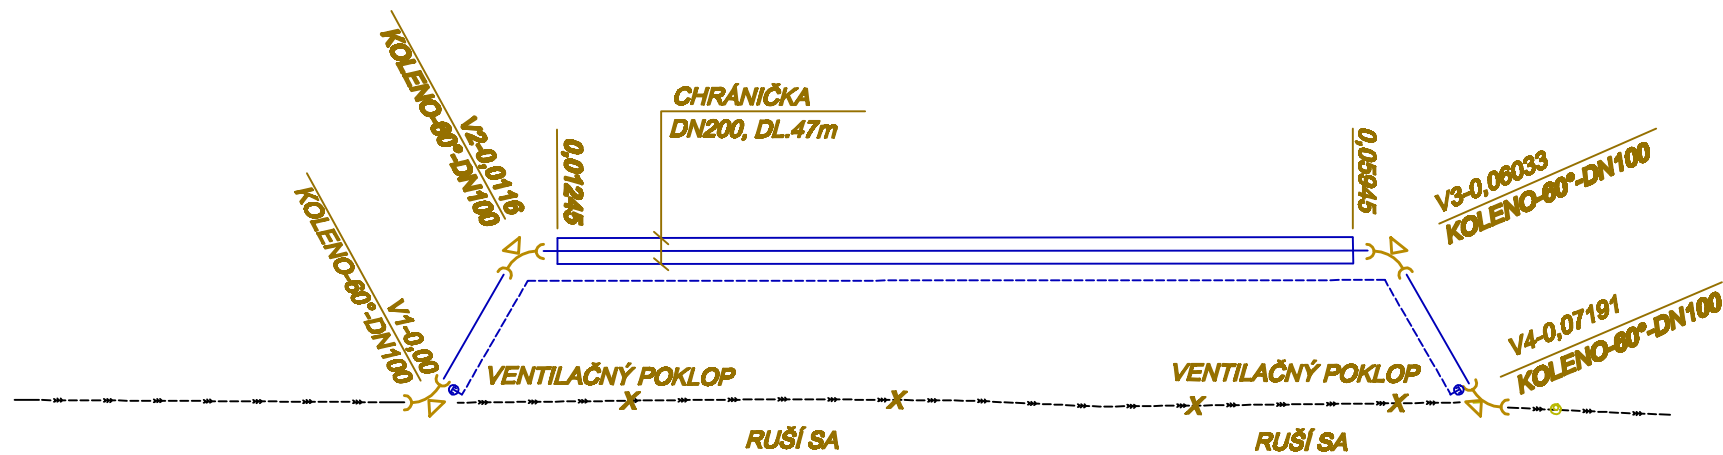 KOLENO-60°-DN100
V2-0,0116
KOLENO-60°-DN100
V1-0,00
0,01245
CHRÁNIČKA
DN200, DL.47m
0,05945
V3-0,06033
KOLENO-60°-DN100
V4-0,07191
KOLENO-60°-DN100
VENTILAČNÝ POKLOP
VENTILAČNÝ POKLOP
X
X
X
X
RUŠÍ SA
RUŠÍ SA